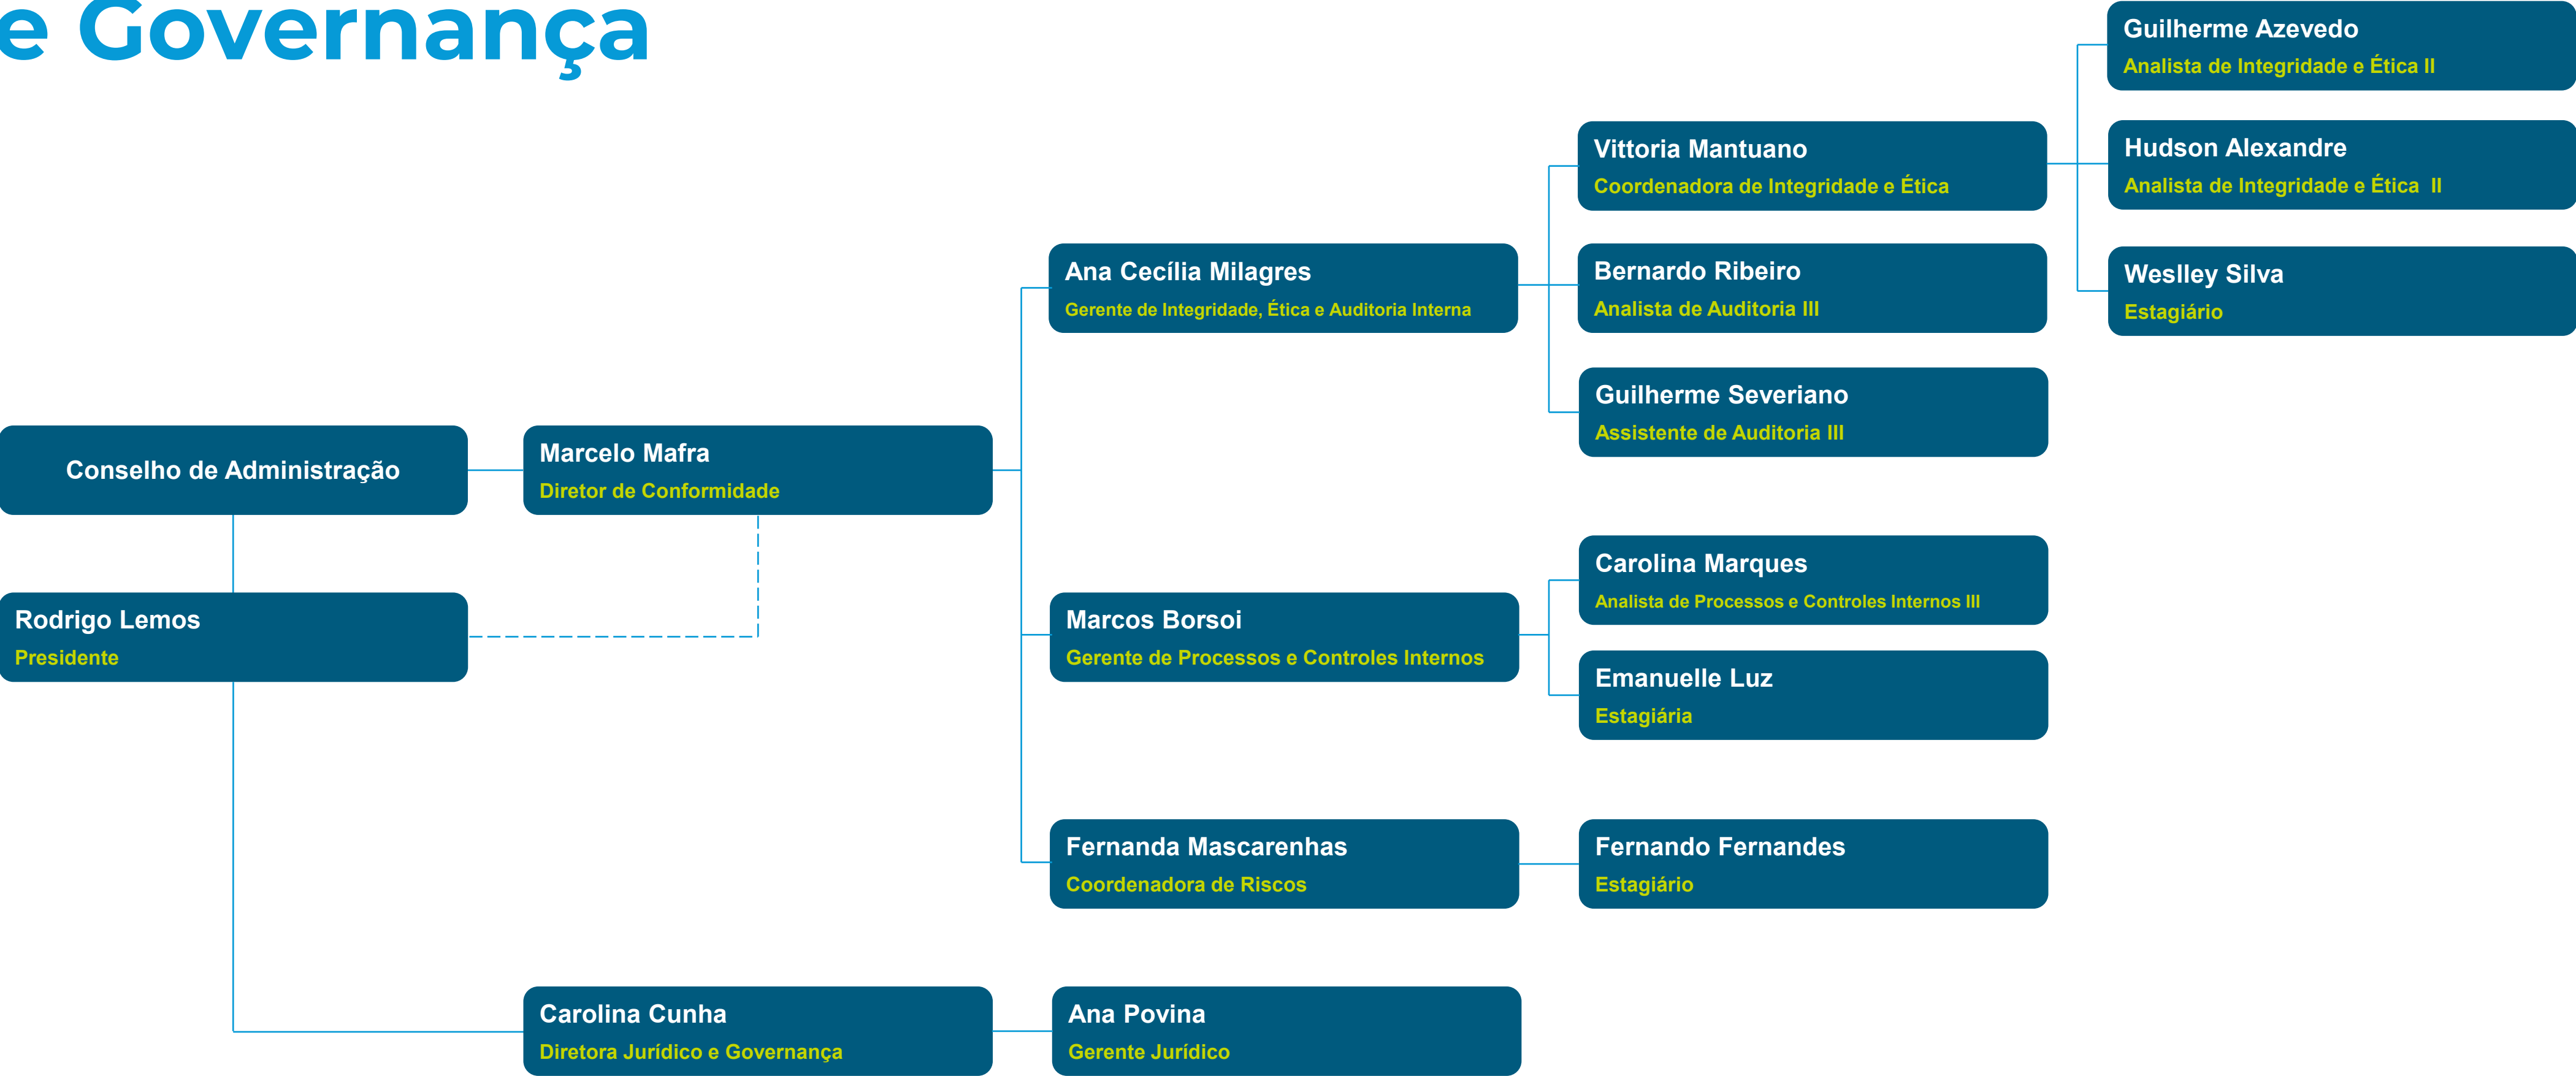 e Governança
Guilherme Azevedo
Analista de Integridade e Ética II
Vittoria Mantuano
Coordenadora de Integridade e Ética
Hudson Alexandre
Analista de Integridade e Ética II
Ana Cecília Milagres
Gerente de Integridade, Ética e Auditoria Interna
Bernardo Ribeiro
Analista de Auditoria III
Weslley Silva
Estagiário
Guilherme Severiano
Assistente de Auditoria III
Conselho de Administração
Marcelo Mafra
Diretor de Conformidade
Rodrigo Lemos
Presidente
Marcos Borsoi
Gerente de Processos e Controles Internos
Carolina Marques
Analista de Processos e Controles Internos III
Emanuelle Luz
Estagiária
Fernanda Mascarenhas
Coordenadora de Riscos
Fernando Fernandes
Estagiário
Carolina Cunha
Diretora Jurídico e Governança
Ana Povina
Gerente Jurídico